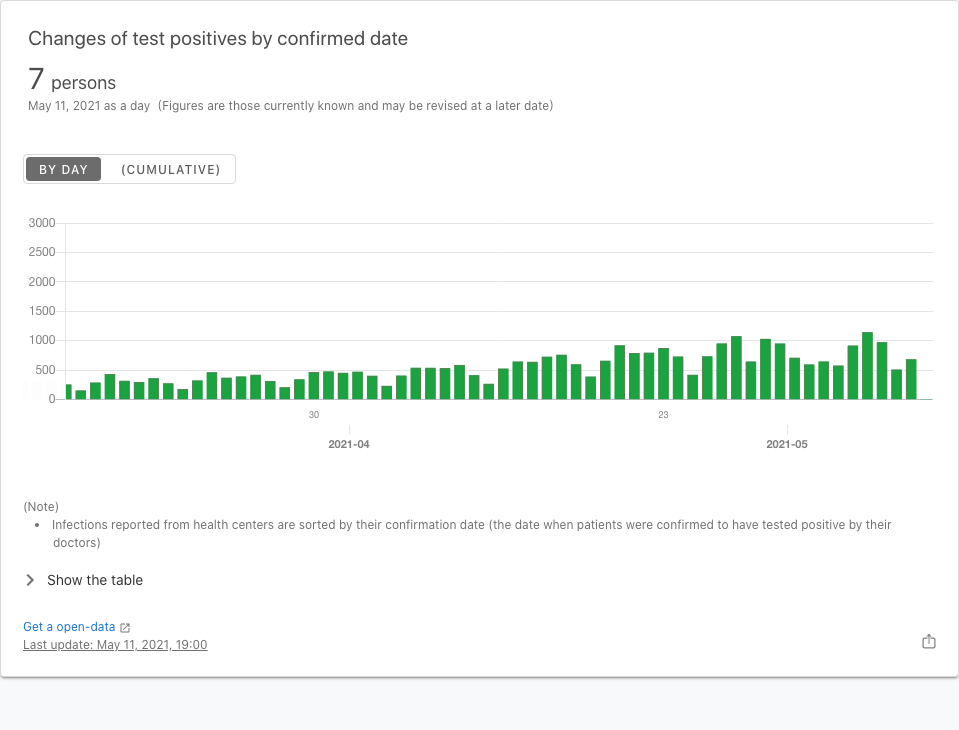 Changes of test positives by confirmed date
7 persons
May 11, 2021 as a day (Figures are those currently known and may be revised at a later date)
BY DAY (CUMULATIVE)
3000
2500
2000
1500
1000
500
0
30 23
2021-04 2021-05
(Note)
• Infections reported from health centers are sorted by their confirmation date (the date when patients were confirmed to have tested positive by their
doctors)
Show the table
Get a open-data
Last update: May 11, 2021, 19:00